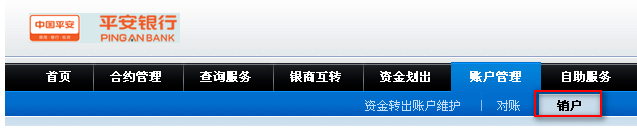 中国平安 平安银行
PINGAN BANK
首页 合约管理 查询服务 银商互转 资金划出 账户管理 自助服务
资金转出账户维护 | 对账 销户